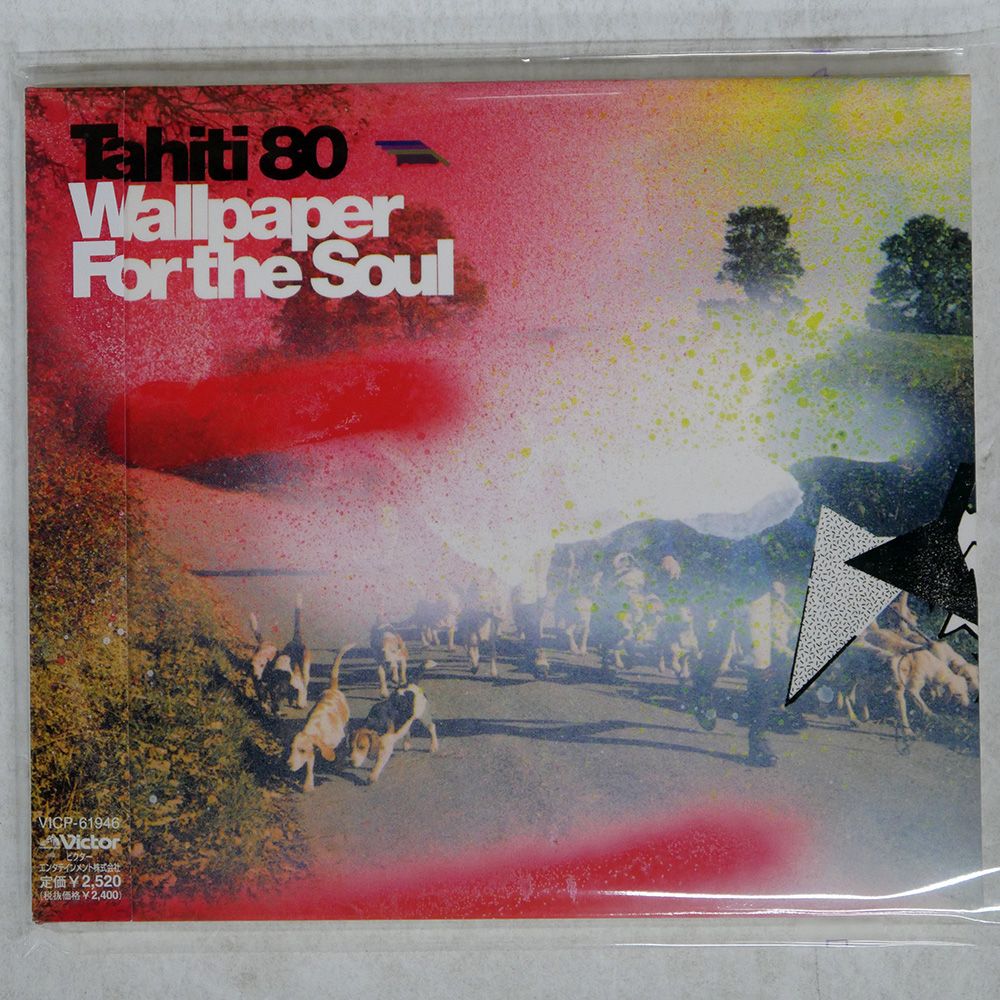 Tahiti 80
Wallpaper
For the Soul
VICP-61946
Victor
ビクター
エンタテインメント株式会社
定価¥2,520
(税抜価格¥2,400)